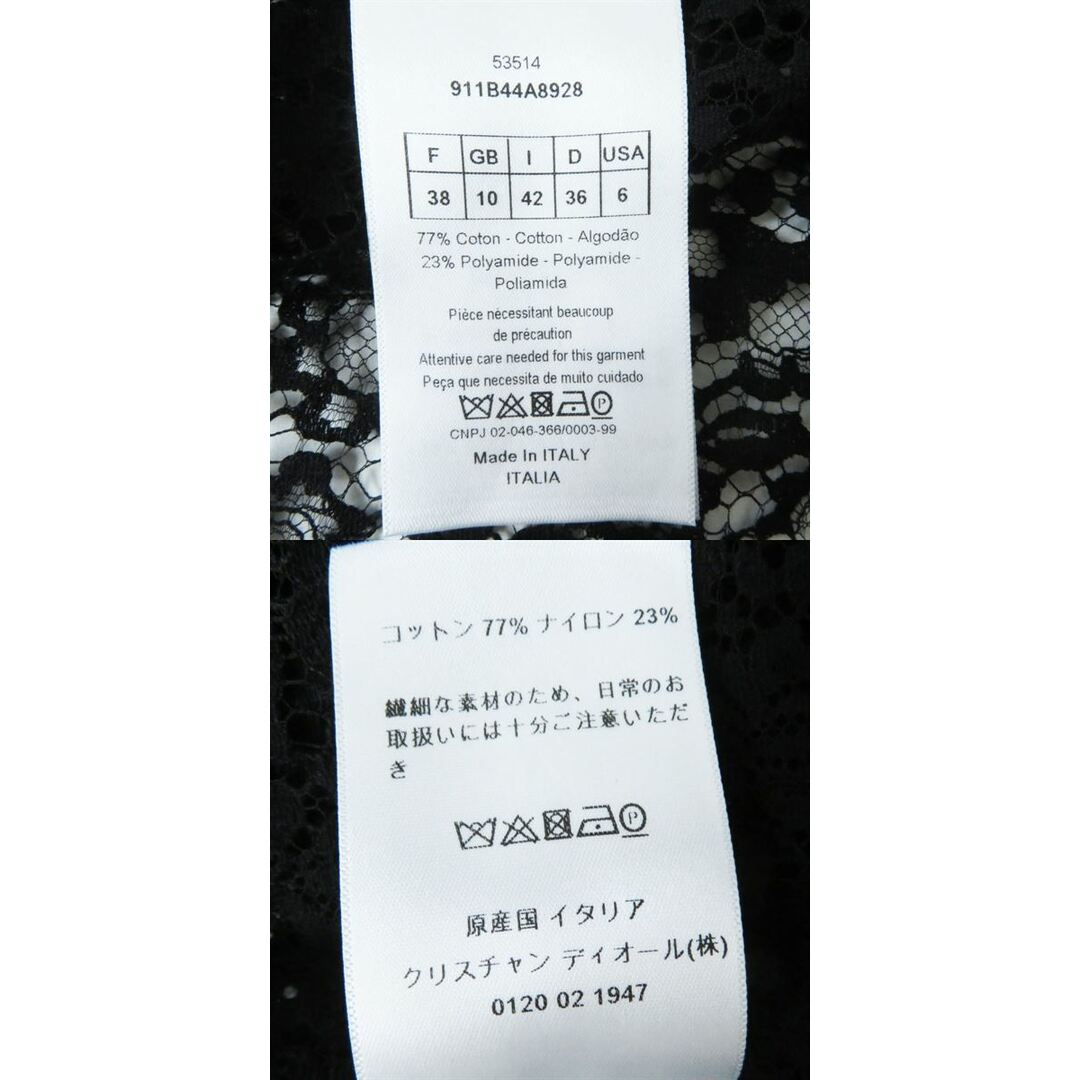 53514
911B44A8928
F GB I D USA
38 10 42 36 6
77% Coton - Cotton - Algodão
23% Polyamide - Polyamide -
Poliamida
Pièce nécessitant beaucoup
de précaution
Attentive care needed for this garment
Peça que necessita de muito cuidado
P
CNPJ 02-046-366/0003-99
Made In ITALY
ITALIA
コットン 77% ナイロン 23%
繊細な素材のため、日常のお
取扱いには十分ご注意いただ
き
P
原産国 イタリア
クリスチャン ディオール(株)
0120 02 1947